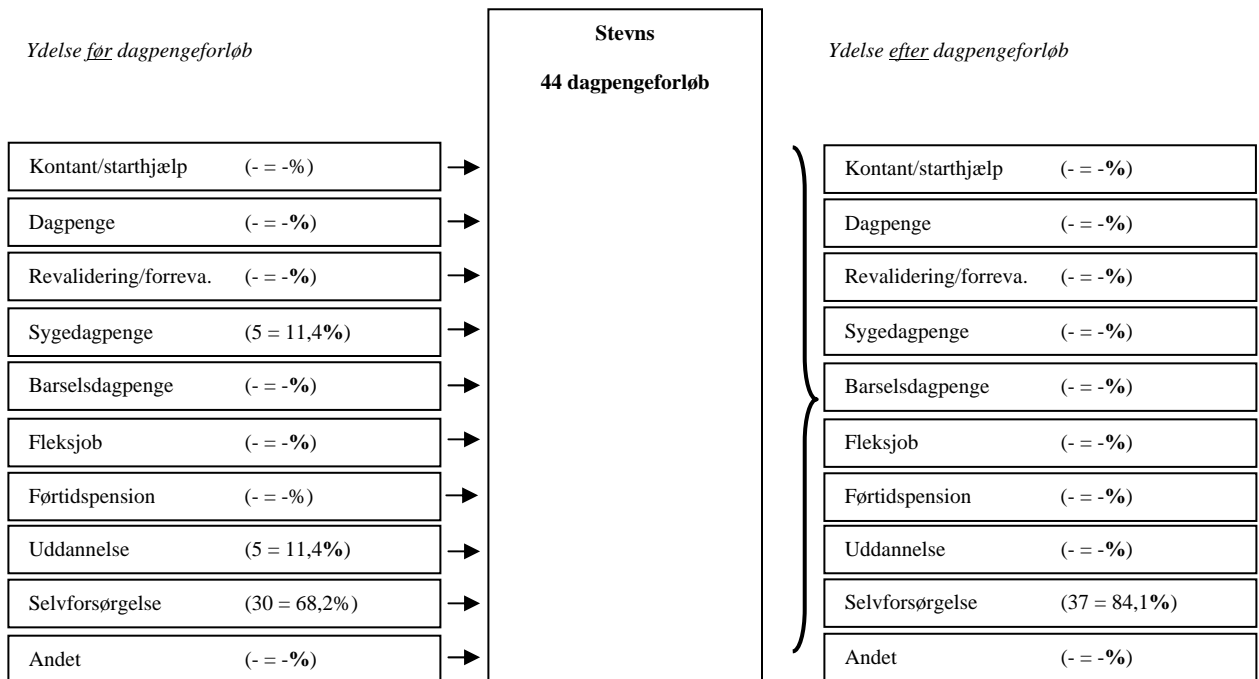 Ydelse før dagpengeforløb
Stevns
44 dagpengeforløb
Ydelse efter dagpengeforløb
Kontant/starthjælp (- = -%)
Dagpenge (- = -%)
Revalidering/forreva. (- = -%)
Sygedagpenge (5 = 11,4%)
Barselsdagpenge (- = -%)
Fleksjob (- = -%)
Førtidspension (- = -%)
Uddannelse (5 = 11,4%)
Selvforsørgelse (30 = 68,2%)
Andet (- = -%)
Kontant/starthjælp (- = -%)
Dagpenge (- = -%)
Revalidering/forreva. (- = -%)
Sygedagpenge (- = -%)
Barselsdagpenge (- = -%)
Fleksjob (- = -%)
Førtidspension (- = -%)
Uddannelse (- = -%)
Selvforsørgelse (37 = 84,1%)
Andet (- = -%)